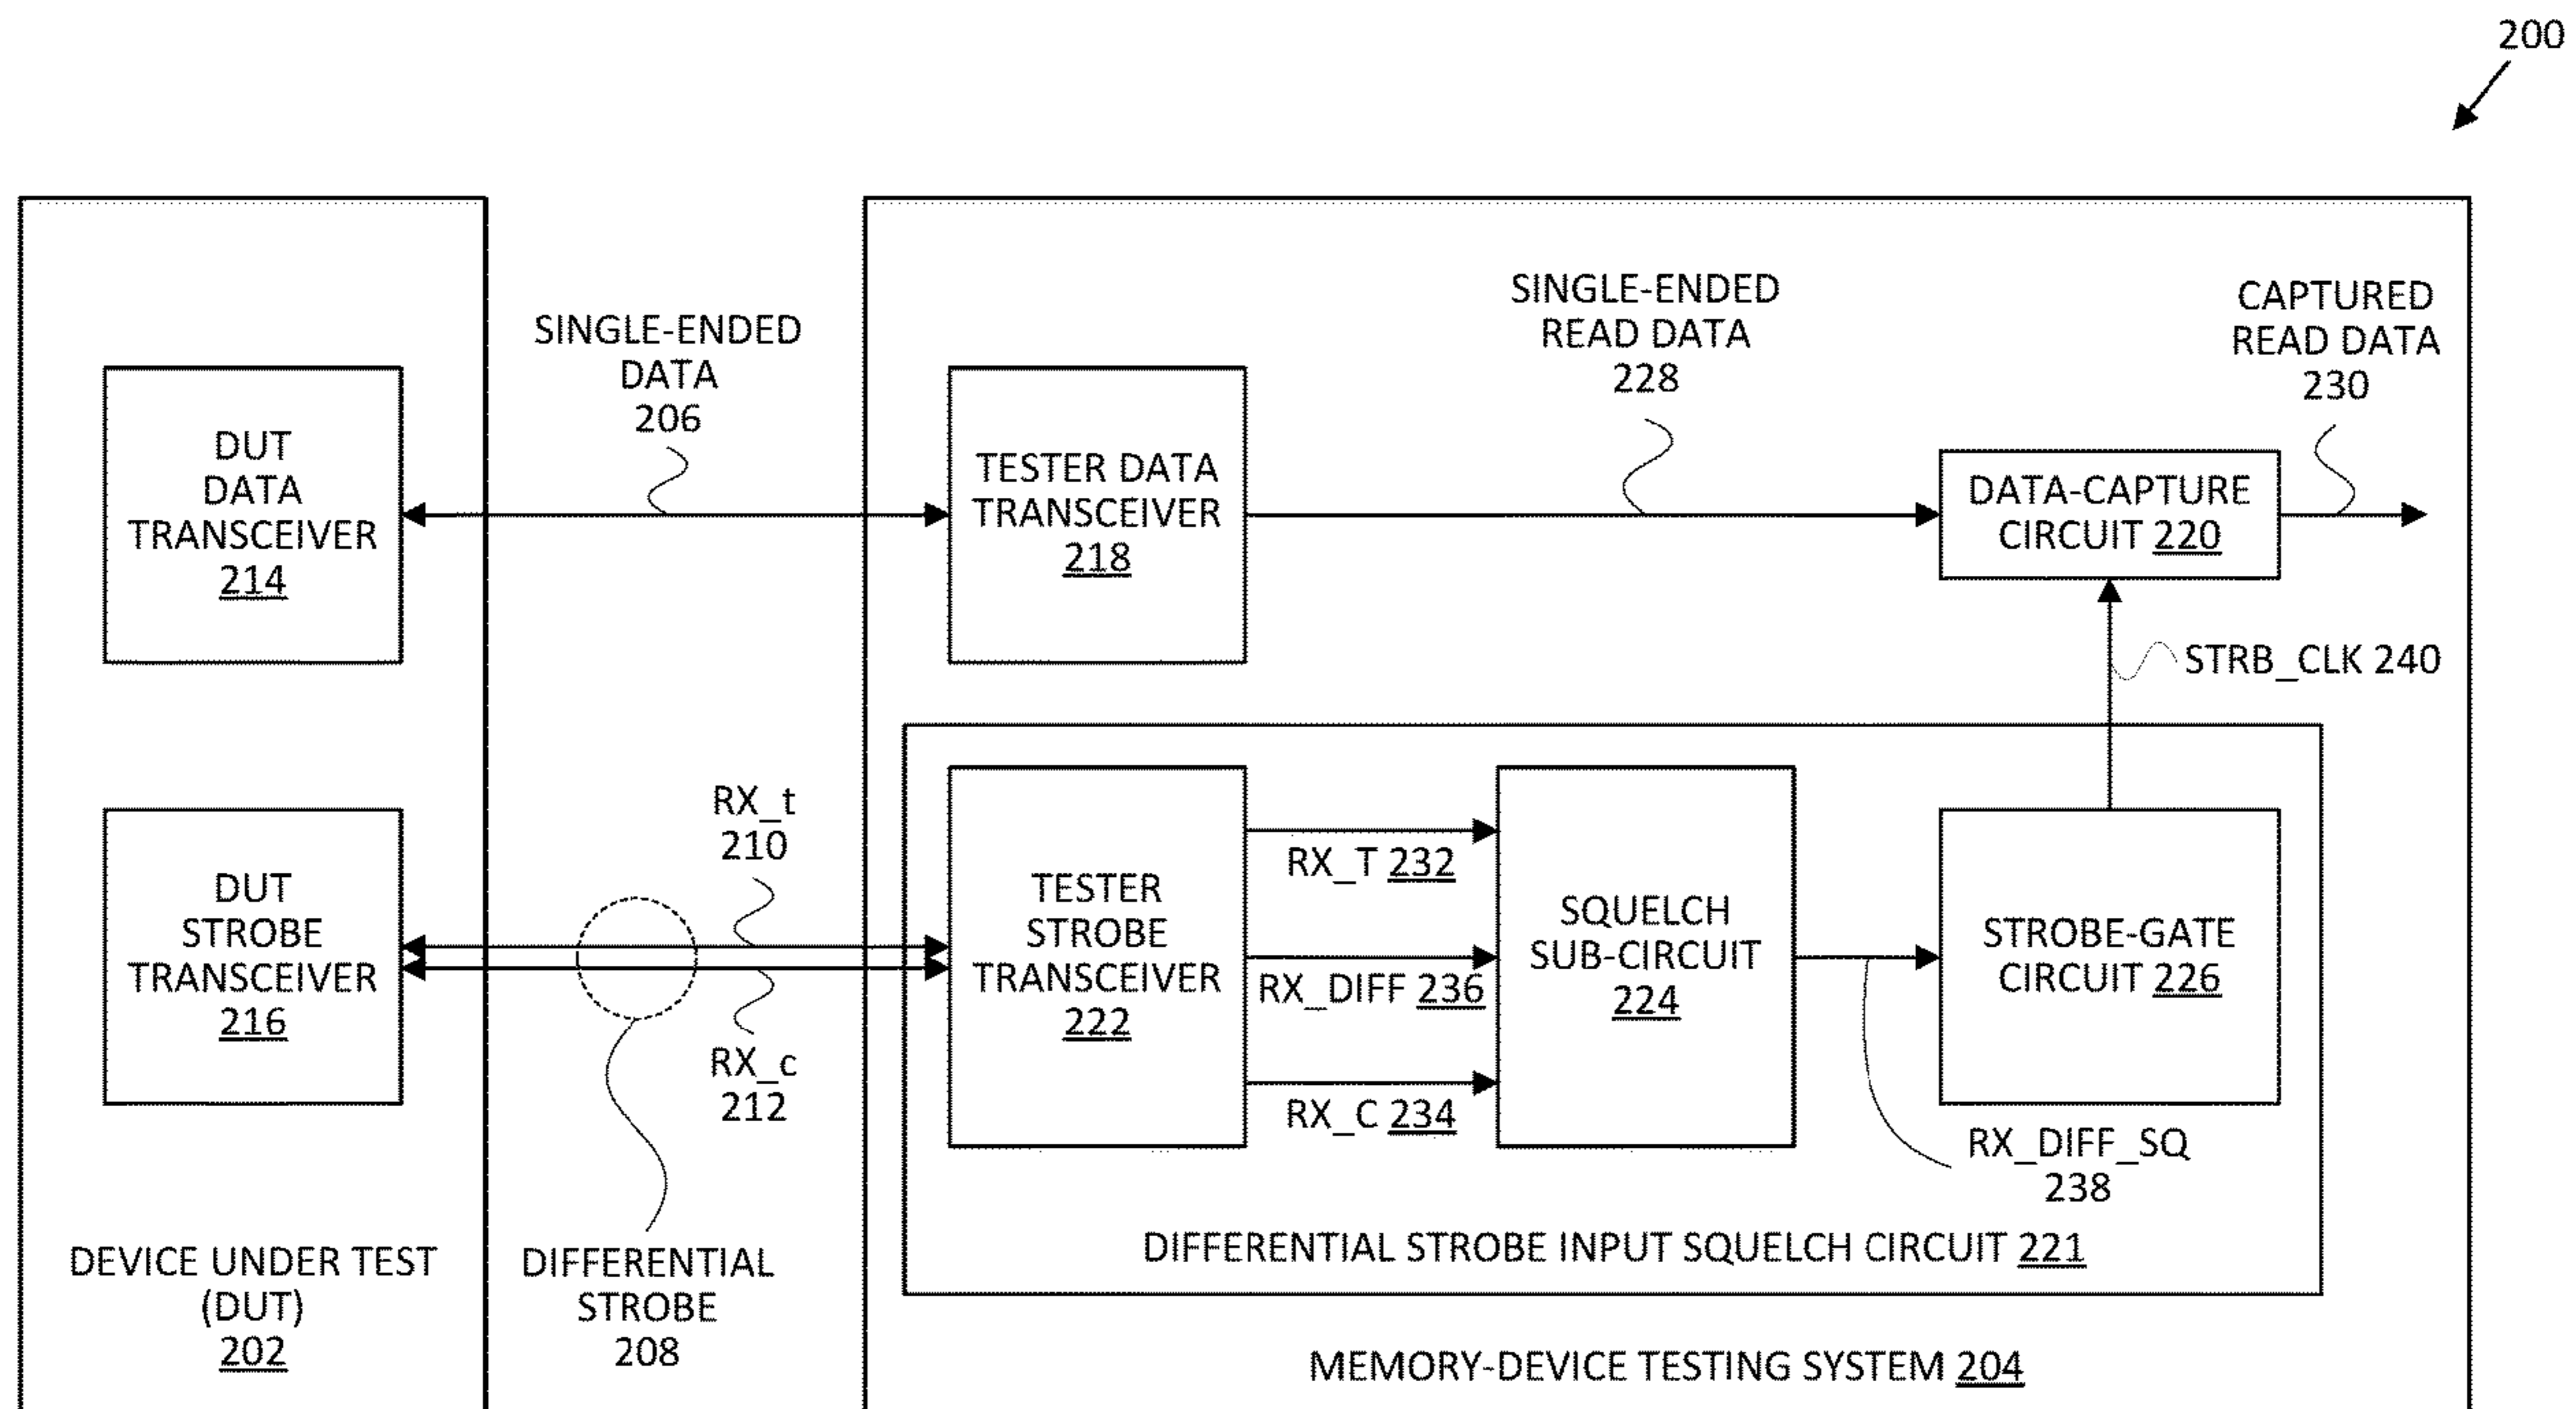 200
SINGLE-ENDED
DATA
206
SINGLE-ENDED
READ DATA
228
CAPTURED
READ DATA
230
DUT
DATA
TRANSCEIVER
214
TESTER DATA
TRANSCEIVER
218
DATA-CAPTURE
CIRCUIT 220
STRB_CLK 240
RX_t
210
DUT
STROBE
TRANSCEIVER
216
RX_c
212
TESTER
STROBE
TRANSCEIVER
222
RX_T 232
RX_DIFF 236
RX_C 234
SQUELCH
SUB-CIRCUIT
224
STROBE-GATE
CIRCUIT 226
RX_DIFF_SQ
238
DIFFERENTIAL STROBE INPUT SQUELCH CIRCUIT 221
DEVICE UNDER TEST
(DUT)
202
DIFFERENTIAL
STROBE
208
MEMORY-DEVICE TESTING SYSTEM 204